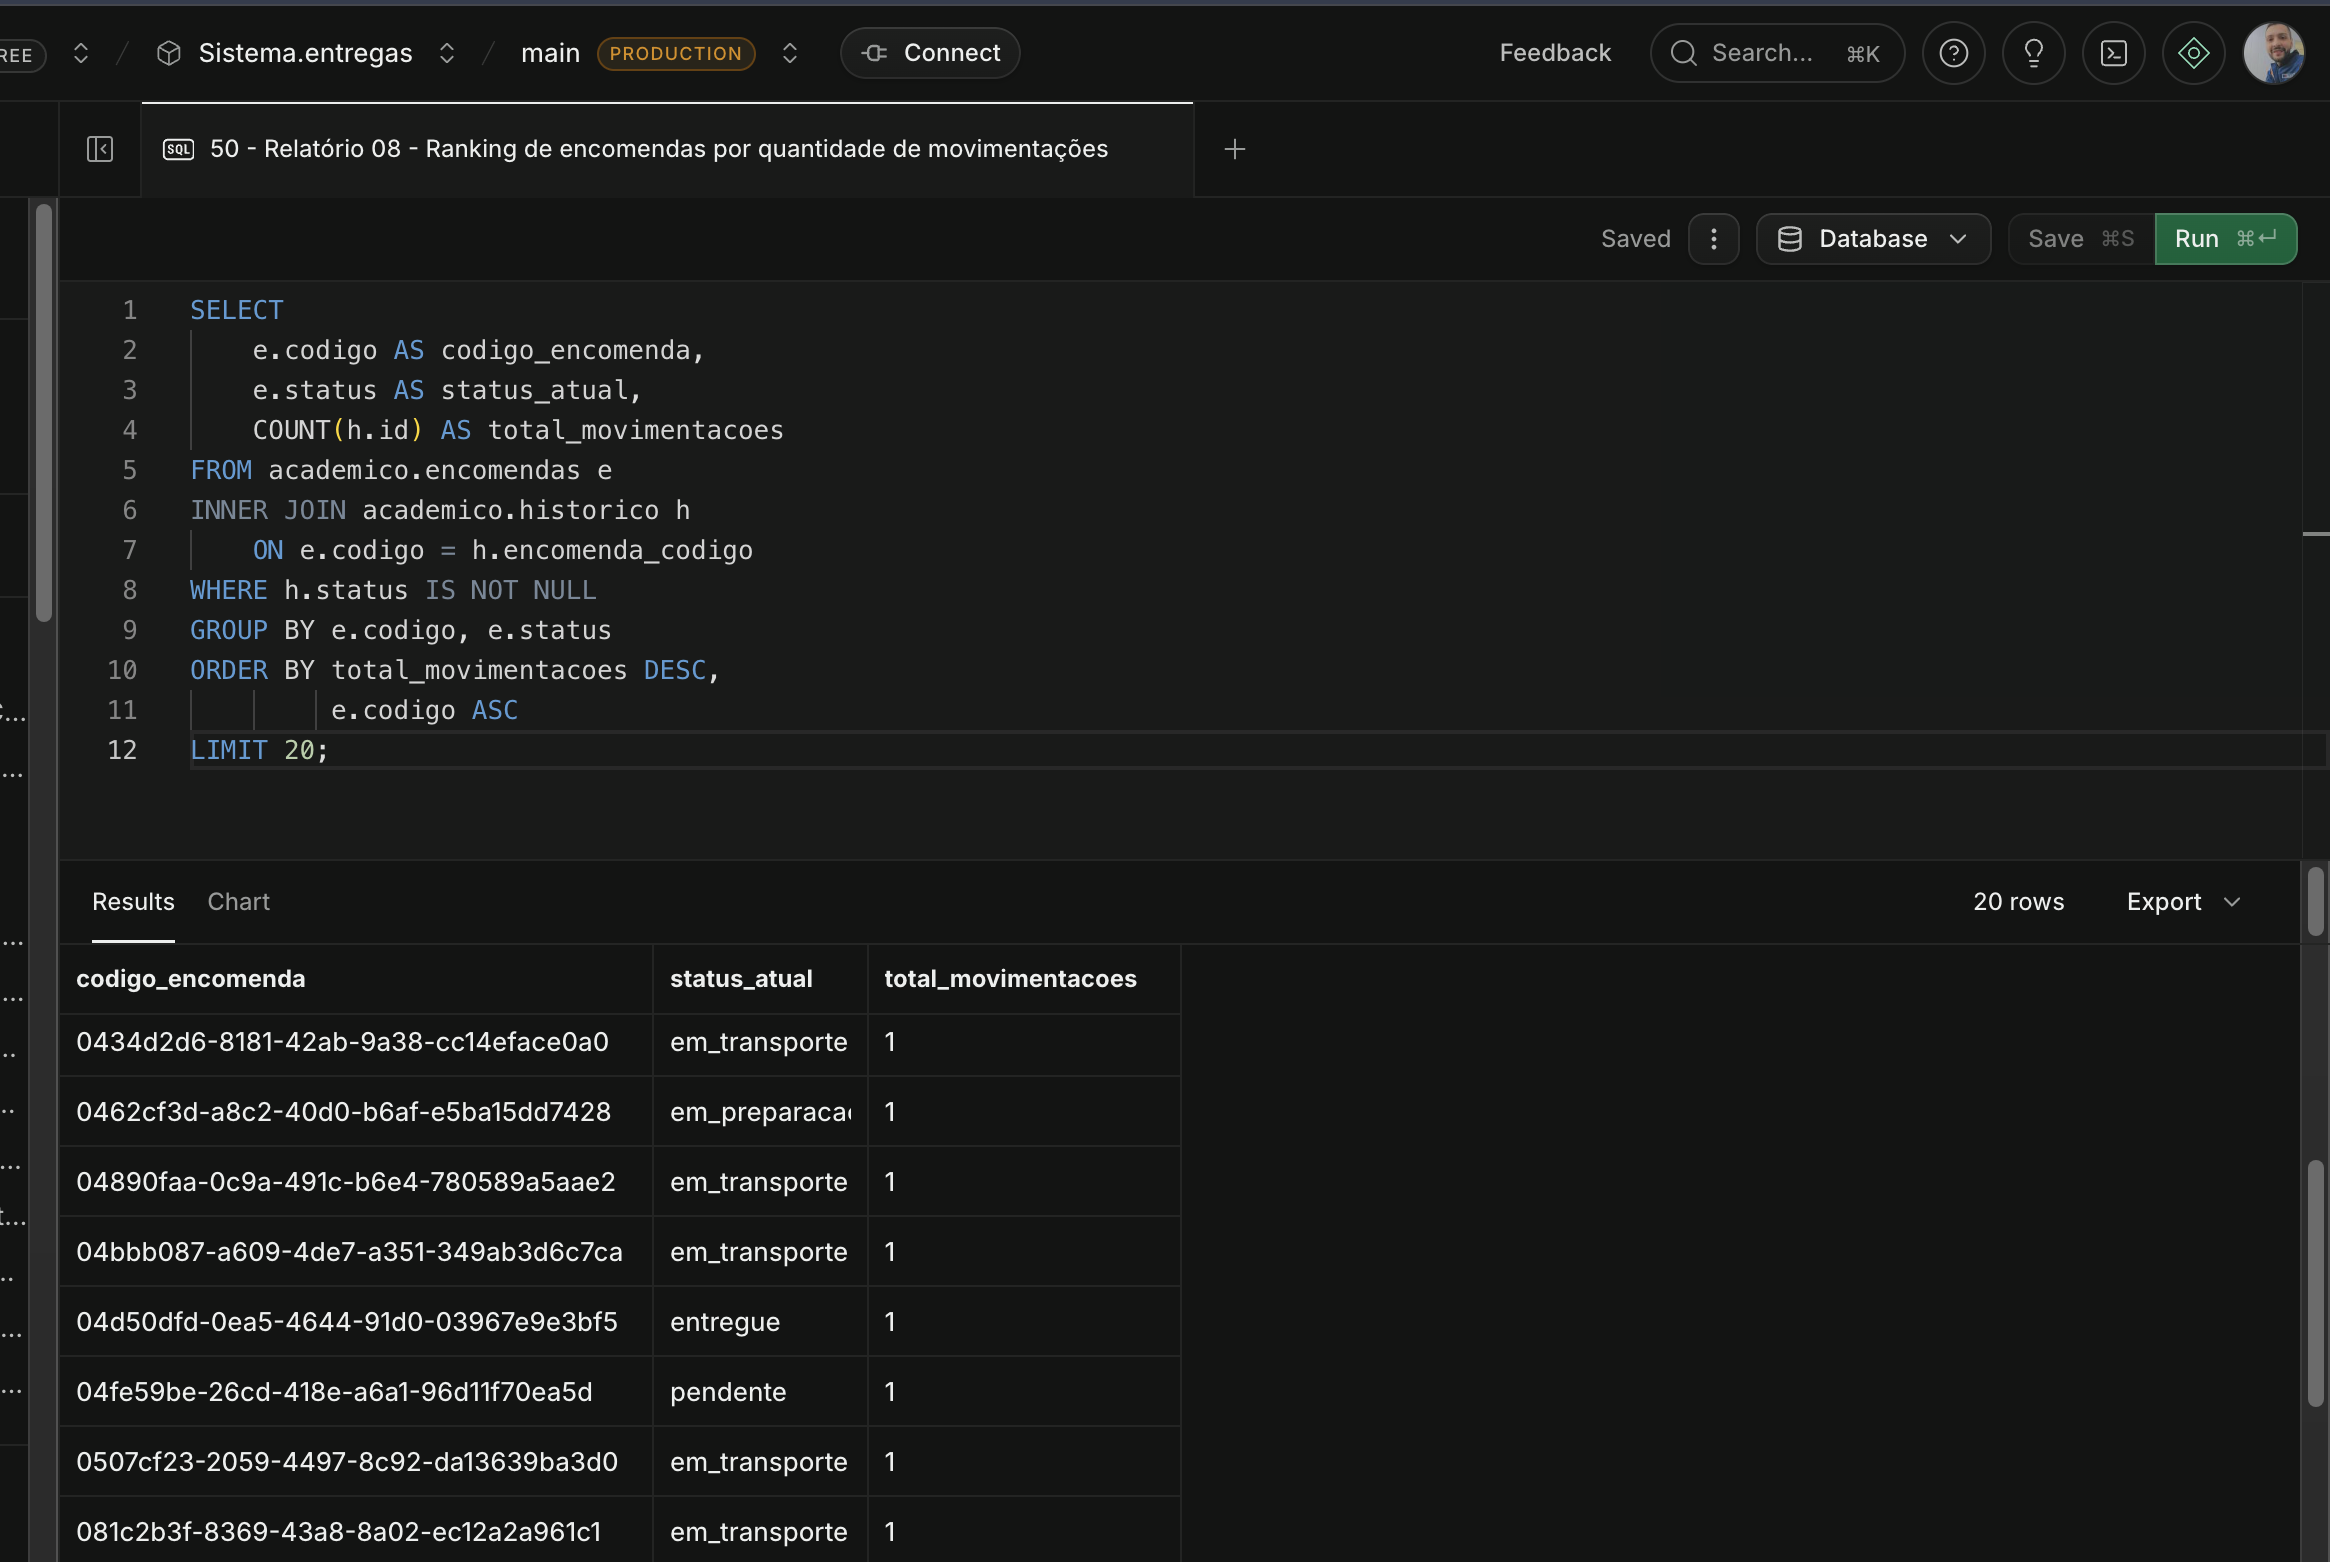 REE
Sistema.entregas
main
PRODUCTION
Connect
Feedback
Search...
⌘K
SQL
50 - Relatório 08 - Ranking de encomendas por quantidade de movimentações
Saved
Database
Save ⌘S
Run ⌘↵
1 SELECT
2 e.codigo AS codigo_encomenda,
3 e.status AS status_atual,
4 COUNT(h.id) AS total_movimentacoes
5 FROM academico.encomendas e
6 INNER JOIN academico.historico h
7 ON e.codigo = h.encomenda_codigo
8 WHERE h.status IS NOT NULL
9 GROUP BY e.codigo, e.status
10 ORDER BY total_movimentacoes DESC,
11 e.codigo ASC
12 LIMIT 20;
Results
Chart
20 rows
Export
codigo_encomenda status_atual total_movimentacoes
0434d2d6-8181-42ab-9a38-cc14eface0a0 em_transporte 1
0462cf3d-a8c2-40d0-b6af-e5ba15dd7428 em_preparaca 1
04890faa-0c9a-491c-b6e4-780589a5aae2 em_transporte 1
04bbb087-a609-4de7-a351-349ab3d6c7ca em_transporte 1
04d50dfd-0ea5-4644-91d0-03967e9e3bf5 entregue 1
04fe59be-26cd-418e-a6a1-96d11f70ea5d pendente 1
0507cf23-2059-4497-8c92-da13639ba3d0 em_transporte 1
081c2b3f-8369-43a8-8a02-ec12a2a961c1 em_transporte 1